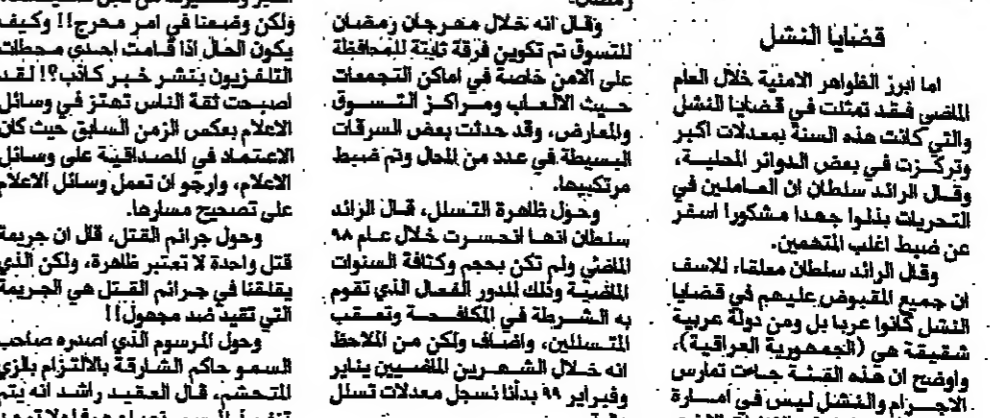 قضايا النشل
اما ابرز الظواهر الامنية خلال العام
الماضي فقد تمثلت في قضايا النشل
والتي كانت هذه السنة بمعدلات اكبر
وتركزت في بعض الدوائر المحلية،
وقال الرائد سلطان ان العاملين في
التحريات بذلوا جهدا مشكورا اسفر
عن ضبط اغلب المتهمين.
وقال الرائد سلطان معلقا، للاسف
ان جميع المقبوض عليهم في قضايا
النشل كانوا عربا بل ومن دولة عربية
شقيقة هي (الجمهورية العراقية)،
واوضح ان هذه الفئة جاءت تمارس
الاجرام والنشل ليس في امارة
رمضان.
وقال انه خلال مهرجان رمضان
للتسوق تم تكوين فرقة ثابتة للمحافظة
على الامن خاصة في اماكن التجمعات
حيث الالعاب ومراكز التسوق
والمعارض، وقد حدثت بعض السرقات
البسيطة في عدد من المحال وتم ضبط
مرتكبيها.
وحول ظاهرة التسلل، قال الرائد
سلطان انها انحسرت خلال عام ٩٨
الماضي ولم تكن بحجم وكثافة السنوات
الماضية وذلك للدور الفعال الذي تقوم
به الشرطة في المكافحة وتعقب
المتسللين، واضاف ولكن من الملاحظ
انه خلال الشهرين الماضيين يناير
وفبراير ٩٩ بدأنا نسجل معدلات تسلل
ولكن وضعنا في امر محرج!! وكيف
يكون الحال اذا قامت احدى محطات
التلفزيون بنشر خبر كاذب؟! لقد
اصبحت ثقة الناس تهتز في وسائل
الاعلام بعكس الزمن السابق حيث كان
الاعتماد في المصداقية على وسائل
الاعلام، وارجو ان تعمل وسائل الاعلام
على تصحيح مسارها.
وحول جرائم القتل، قال ان جريمة
قتل واحدة لا تعتبر ظاهرة، ولكن الذي
يقلقنا في جرائم القتل هي الجريمة
التي تقيد ضد مجهول!!
وحول المرسوم الذي اصدره صاحب
السمو حاكم الشارقة بالالتزام بالزي
المحتشم، قال العقيد راشد انه يتم